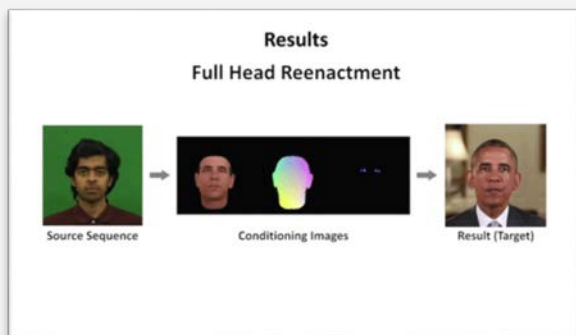 Results
Full Head Reenactment
Source Sequence
Conditioning Images
Result (Target)